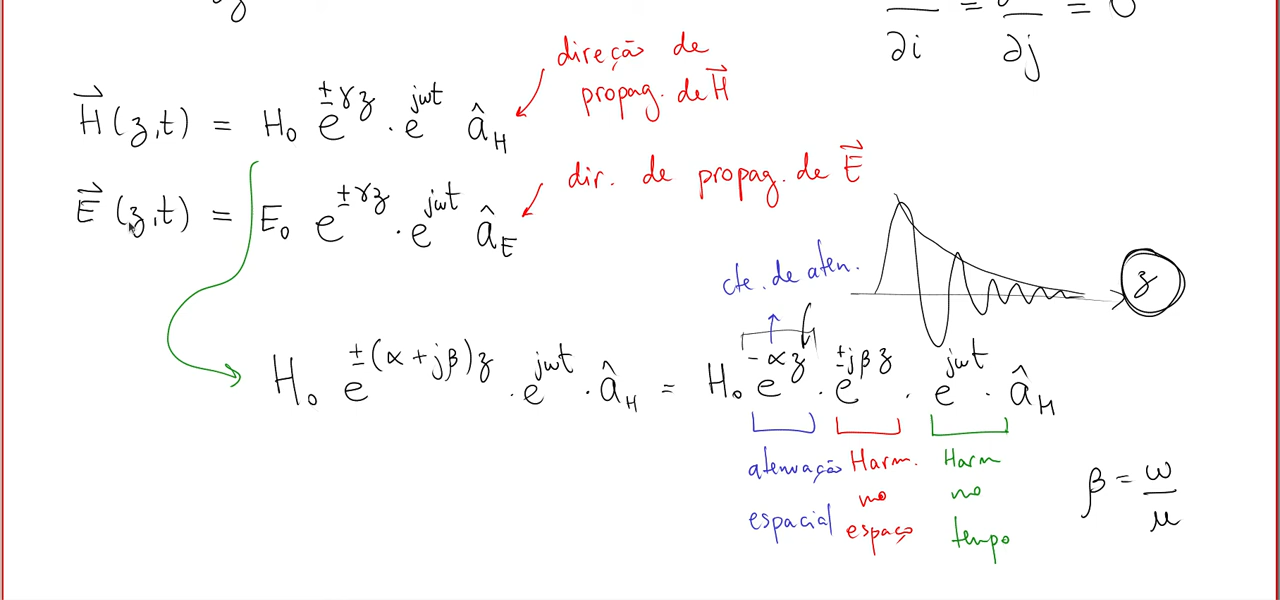 ∂i = ∂j = 0
direção de
propag. de H⃗
H⃗(z,t) = H₀ e^{±γz} · e^{jωt} â_H
dir. de propag. de E⃗
E⃗(z,t) = E₀ e^{±γz} · e^{jωt} â_E
cte. de aten.
z
H₀ e^{±(α+jβ)z} · e^{jωt} · â_H = H₀ e^{-αz} · e^{±jβz} · e^{jωt} · â_H
atenuação
espacial
Harm.
no
espaço
Harm
no
tempo
β = ω/μ